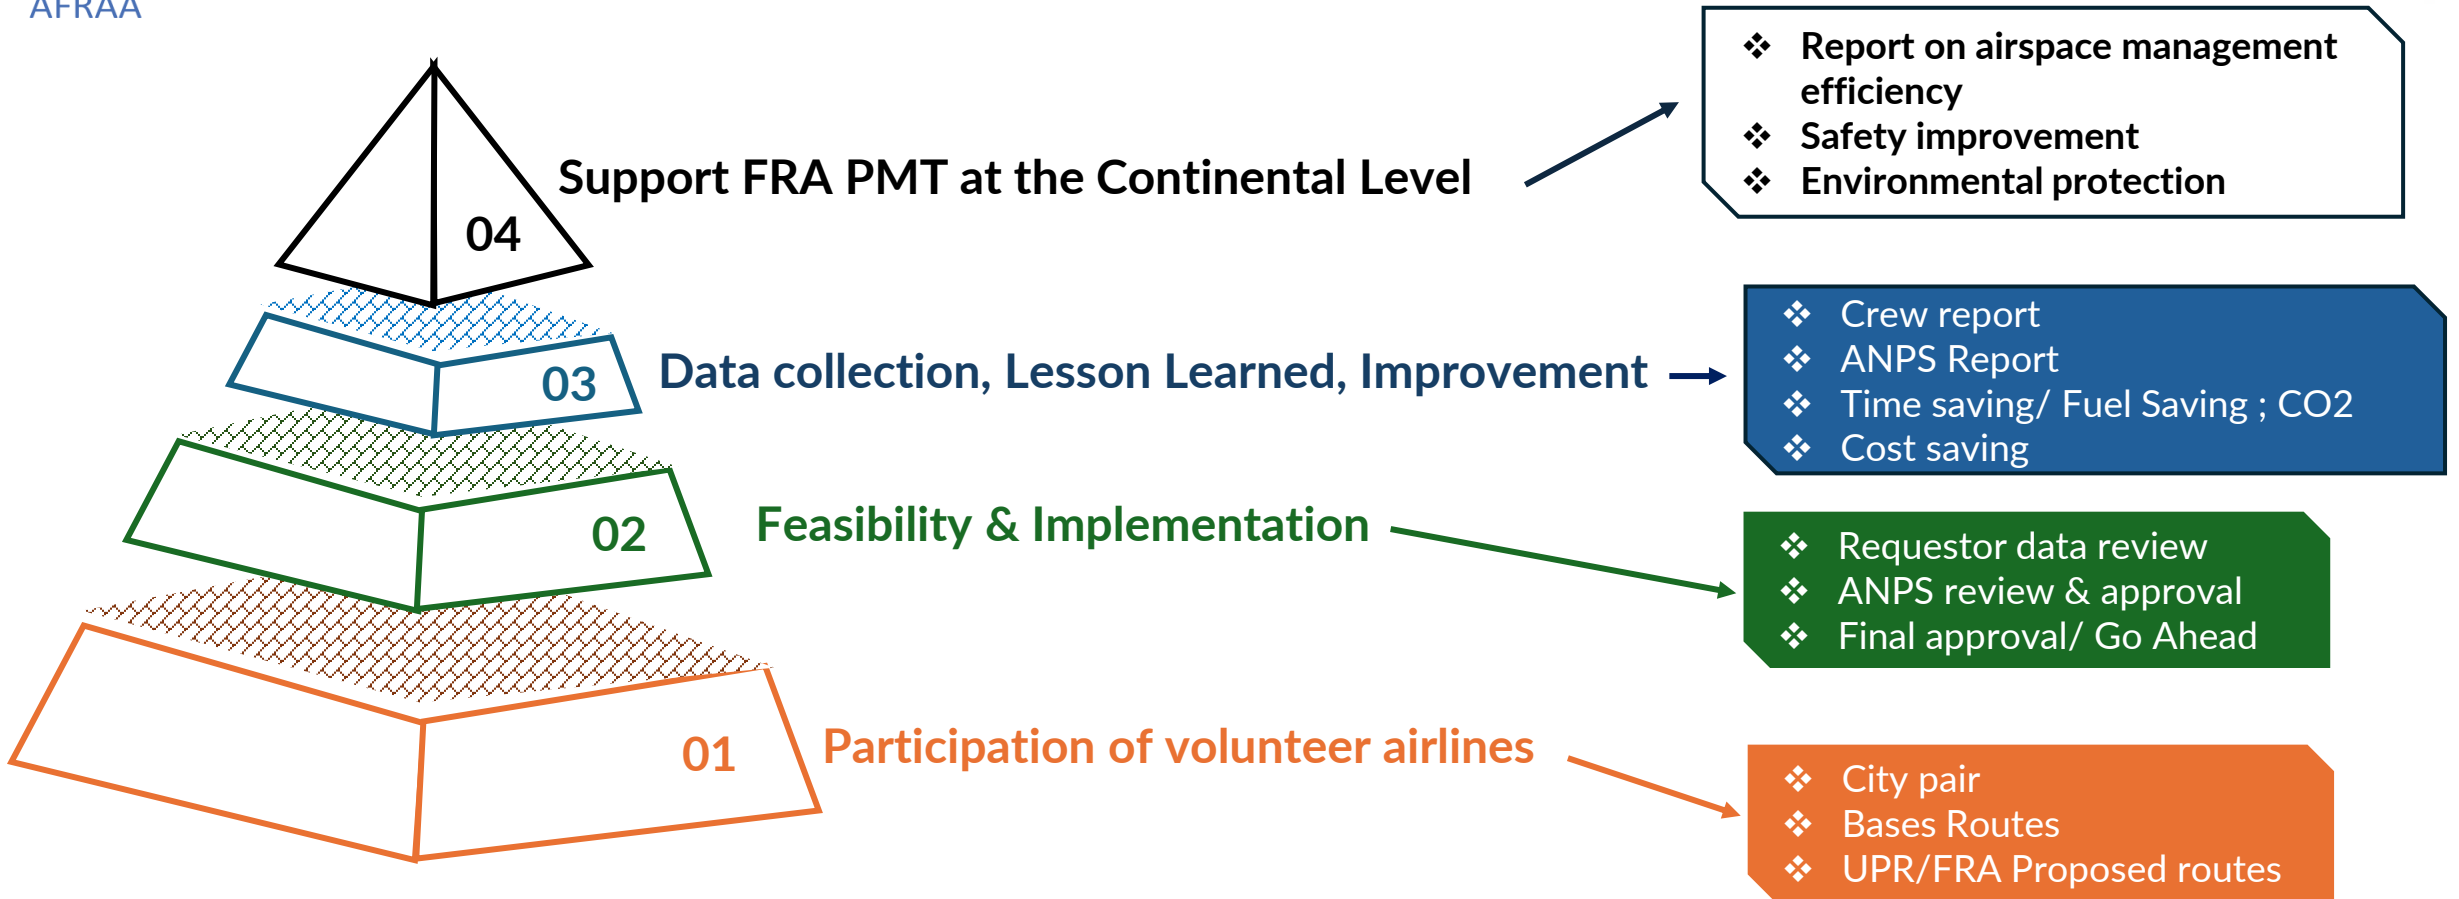 AFRAA
Report on airspace management
efficiency
Safety improvement
Environmental protection
Support FRA PMT at the Continental Level
04
Crew report
ANPS Report
Time saving/ Fuel Saving ; CO2
Cost saving
Data collection, Lesson Learned, Improvement
03
Requestor data review
ANPS review & approval
Final approval/ Go Ahead
Feasibility & Implementation
02
Participation of volunteer airlines
01
City pair
Bases Routes
UPR/FRA Proposed routes